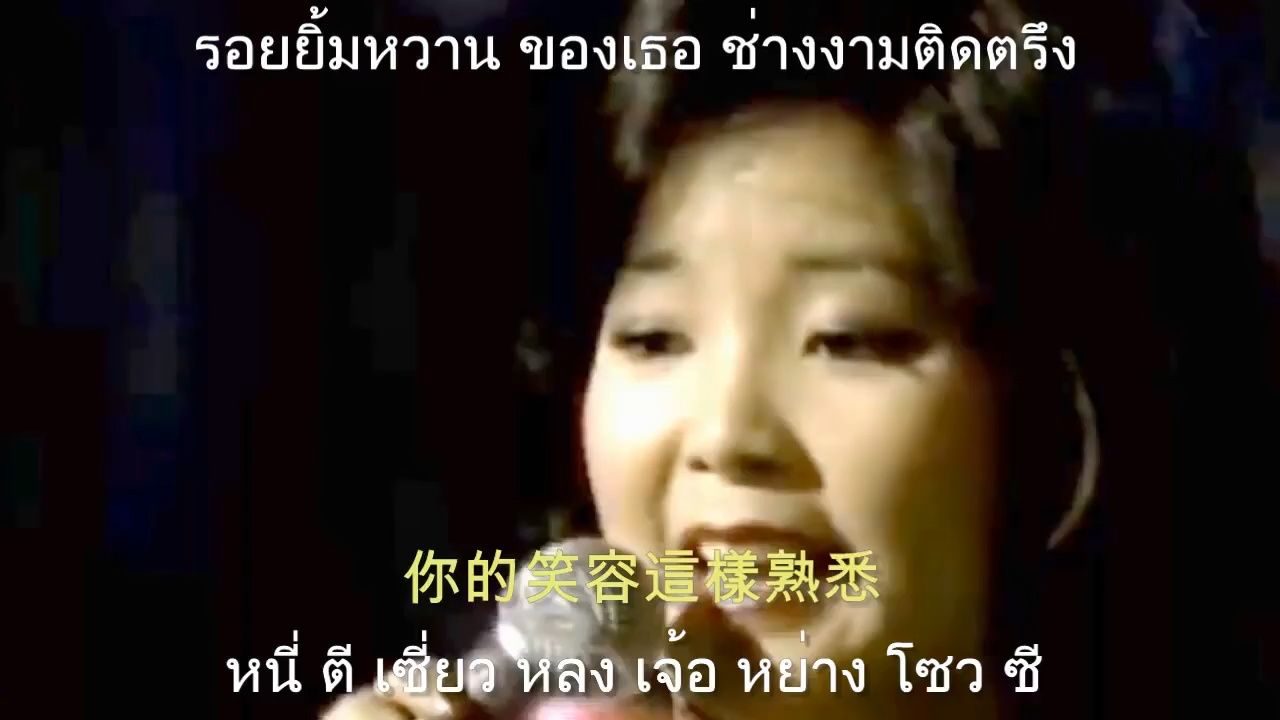 รอยยิ้มหวาน ของเธอ ช่างงามติดตรึง
你的笑容這樣熟悉
หนี่ ตี เซี่ยว หลง เจ้อ หย่าง โซว ซี